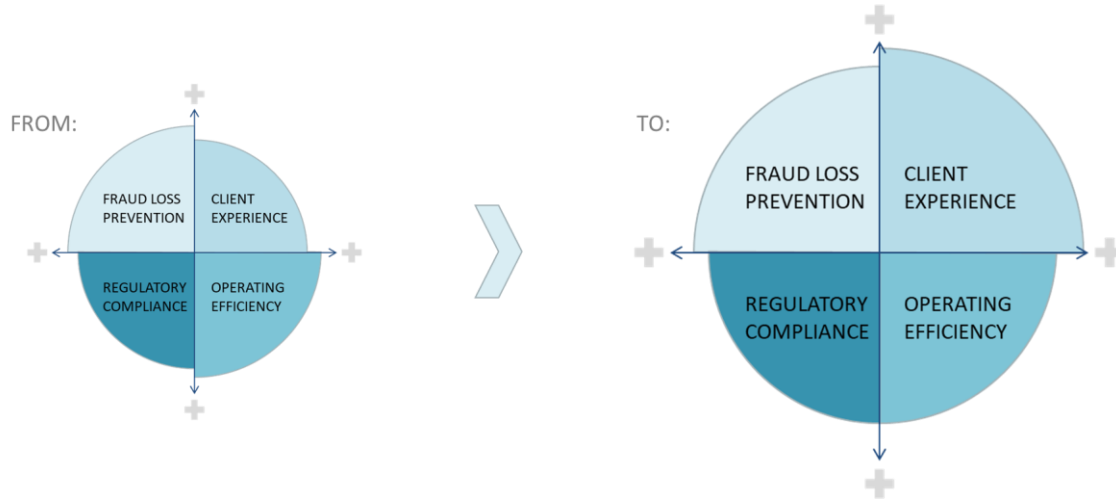 FROM:
FRAUD LOSS
PREVENTION
CLIENT
EXPERIENCE
REGULATORY
COMPLIANCE
OPERATING
EFFICIENCY
TO:
FRAUD LOSS
PREVENTION
CLIENT
EXPERIENCE
REGULATORY
COMPLIANCE
OPERATING
EFFICIENCY